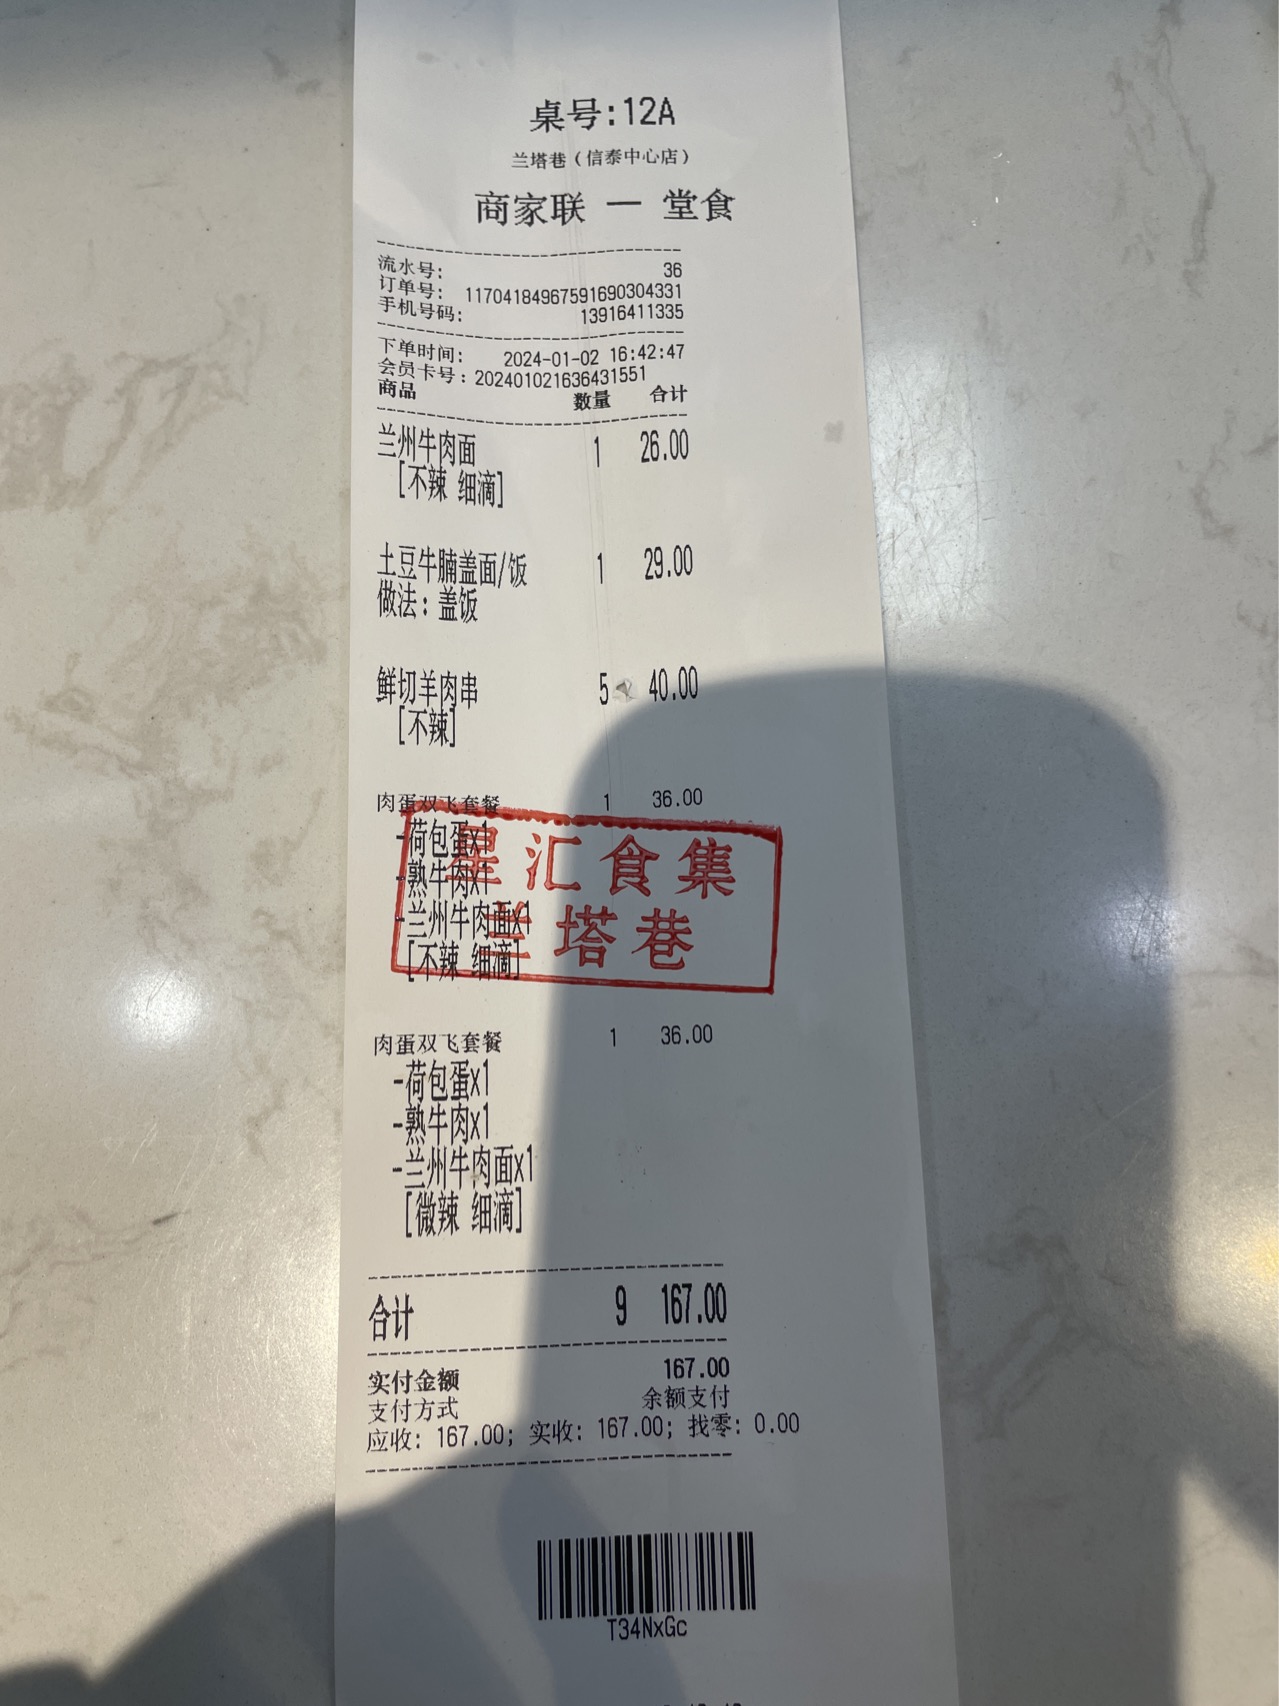 桌号:12A
兰塔巷（信泰中心店）
商家联 一 堂食
流水号: 36
订单号: 11704184967591690304331
手机号码: 13916411335
下单时间: 2024-01-02 16:42:47
会员卡号: 202401021636431551
商品 数量 合计
兰州牛肉面 1 26.00
[不辣 细滴]
土豆牛腩盖面/饭 1 29.00
做法: 盖饭
鲜切羊肉串 5 40.00
[不辣]
肉蛋双飞套餐 1 36.00
-荷包蛋x1
-熟牛肉x1
-兰州牛肉面x1
[不辣 细滴]
星汇食集
兰塔巷
肉蛋双飞套餐 1 36.00
-荷包蛋x1
-熟牛肉x1
-兰州牛肉面x1
[微辣 细滴]
合计 9 167.00
实付金额 167.00
支付方式 余额支付
应收: 167.00; 实收: 167.00; 找零: 0.00
T34NxGc